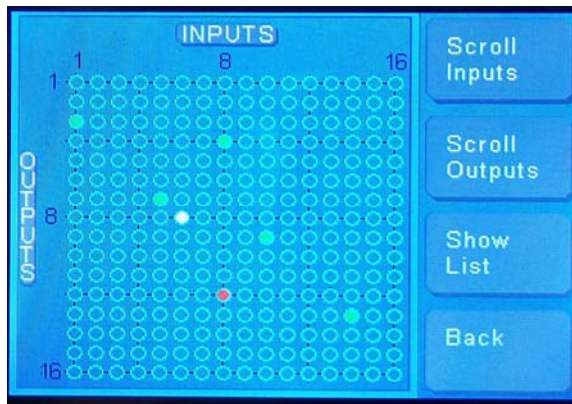 INPUTS
1 8 16
1
OUTPUTS
8
16
Scroll
Inputs
Scroll
Outputs
Show
List
Back